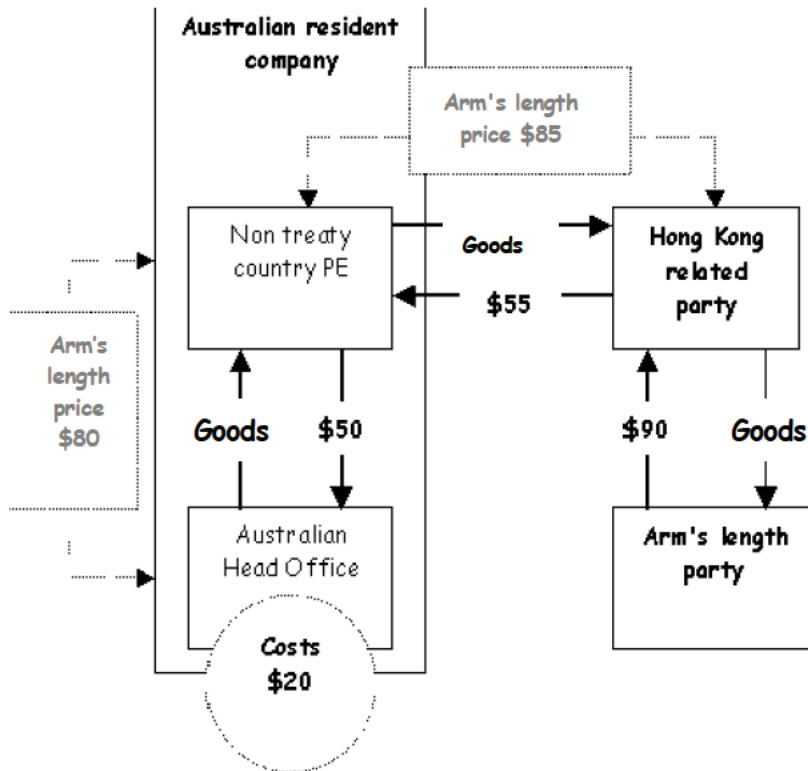 Australian resident
company
Arm's length
price $85
Non treaty
country PE
Goods
$55
Hong Kong
related
party
Arm's
length
price
$80
Goods
$50
$90
Goods
Australian
Head Office
Costs
$20
Arm's length
party